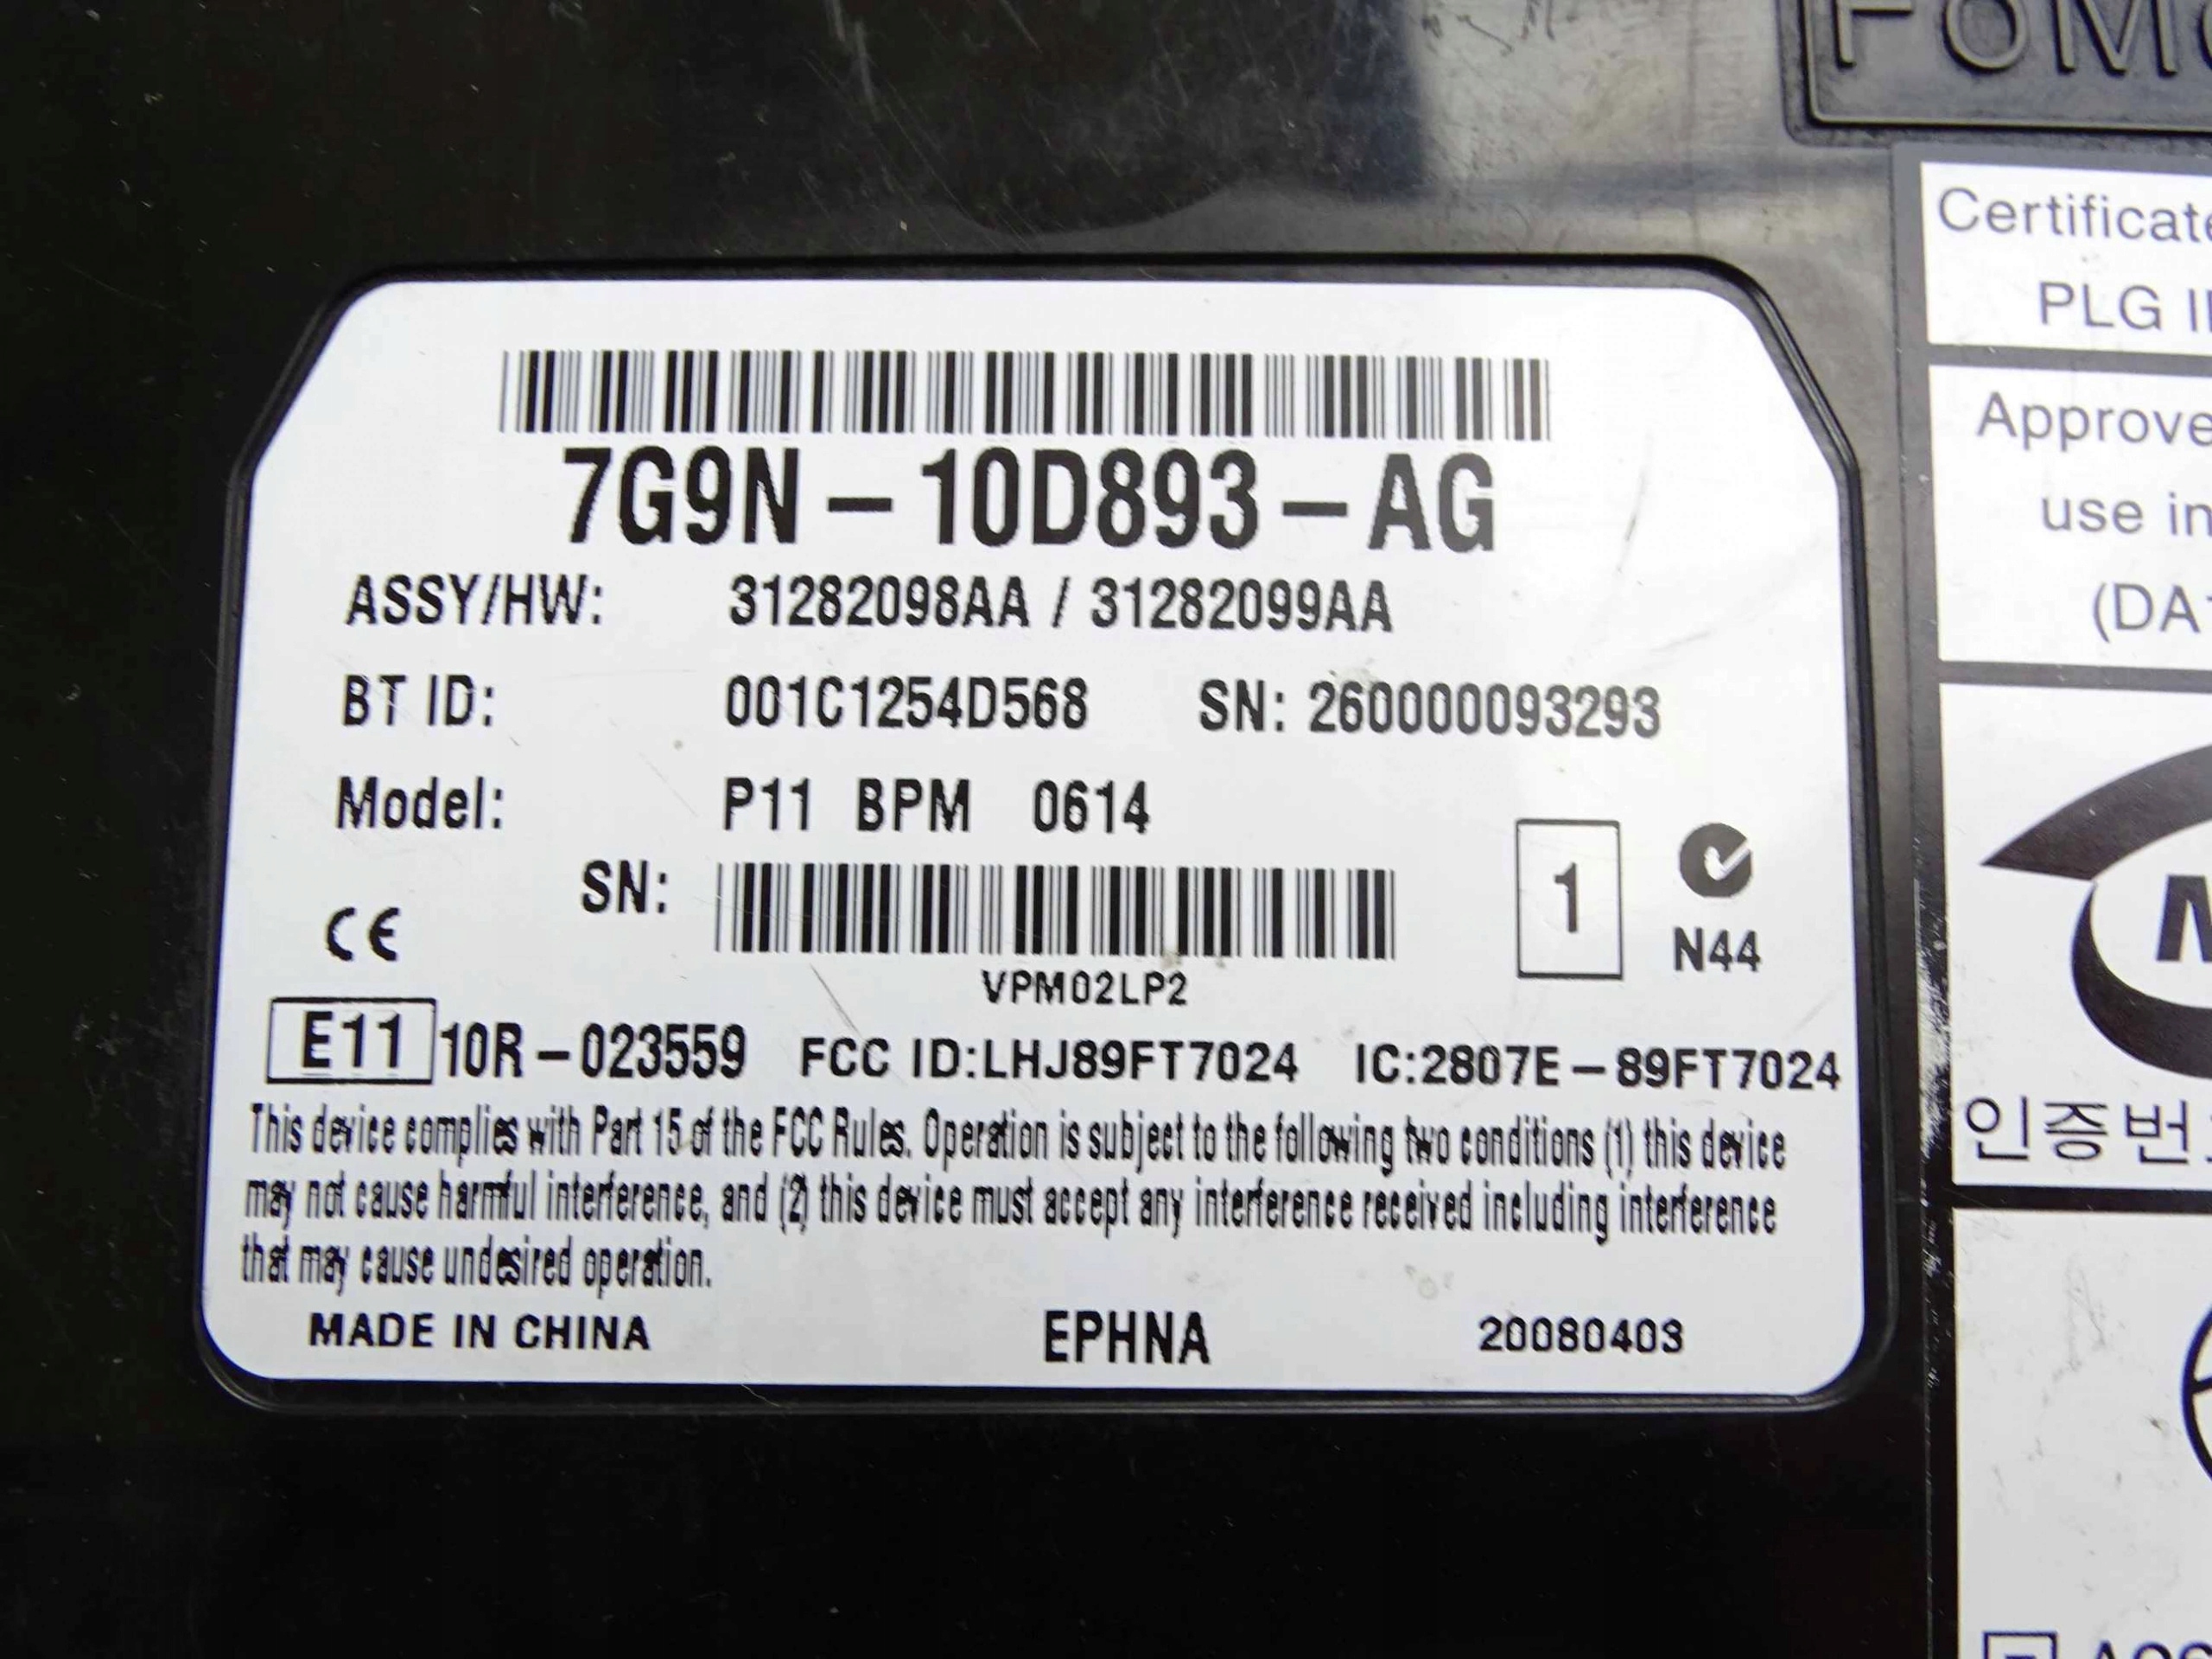 FoMo
7G9N-10D893-AG
ASSY/HW: 31282098AA / 31282099AA
BT ID: 001C1254D568 SN: 260000093293
Model: P11 BPM 0614
SN:
1
N44
CE
VPM02LP2
E11 10R-023559 FCC ID:LHJ89FT7024 IC:2807E-89FT7024
This device complies with Part 15 of the FCC Rules. Operation is subject to the following two conditions (1) this device
may not cause harmful interference, and (2) this device must accept any interference received including interference
that may cause undesired operation.
MADE IN CHINA EPHNA 20080403
Certificate
PLG
Approve
use in
(DA
인증번